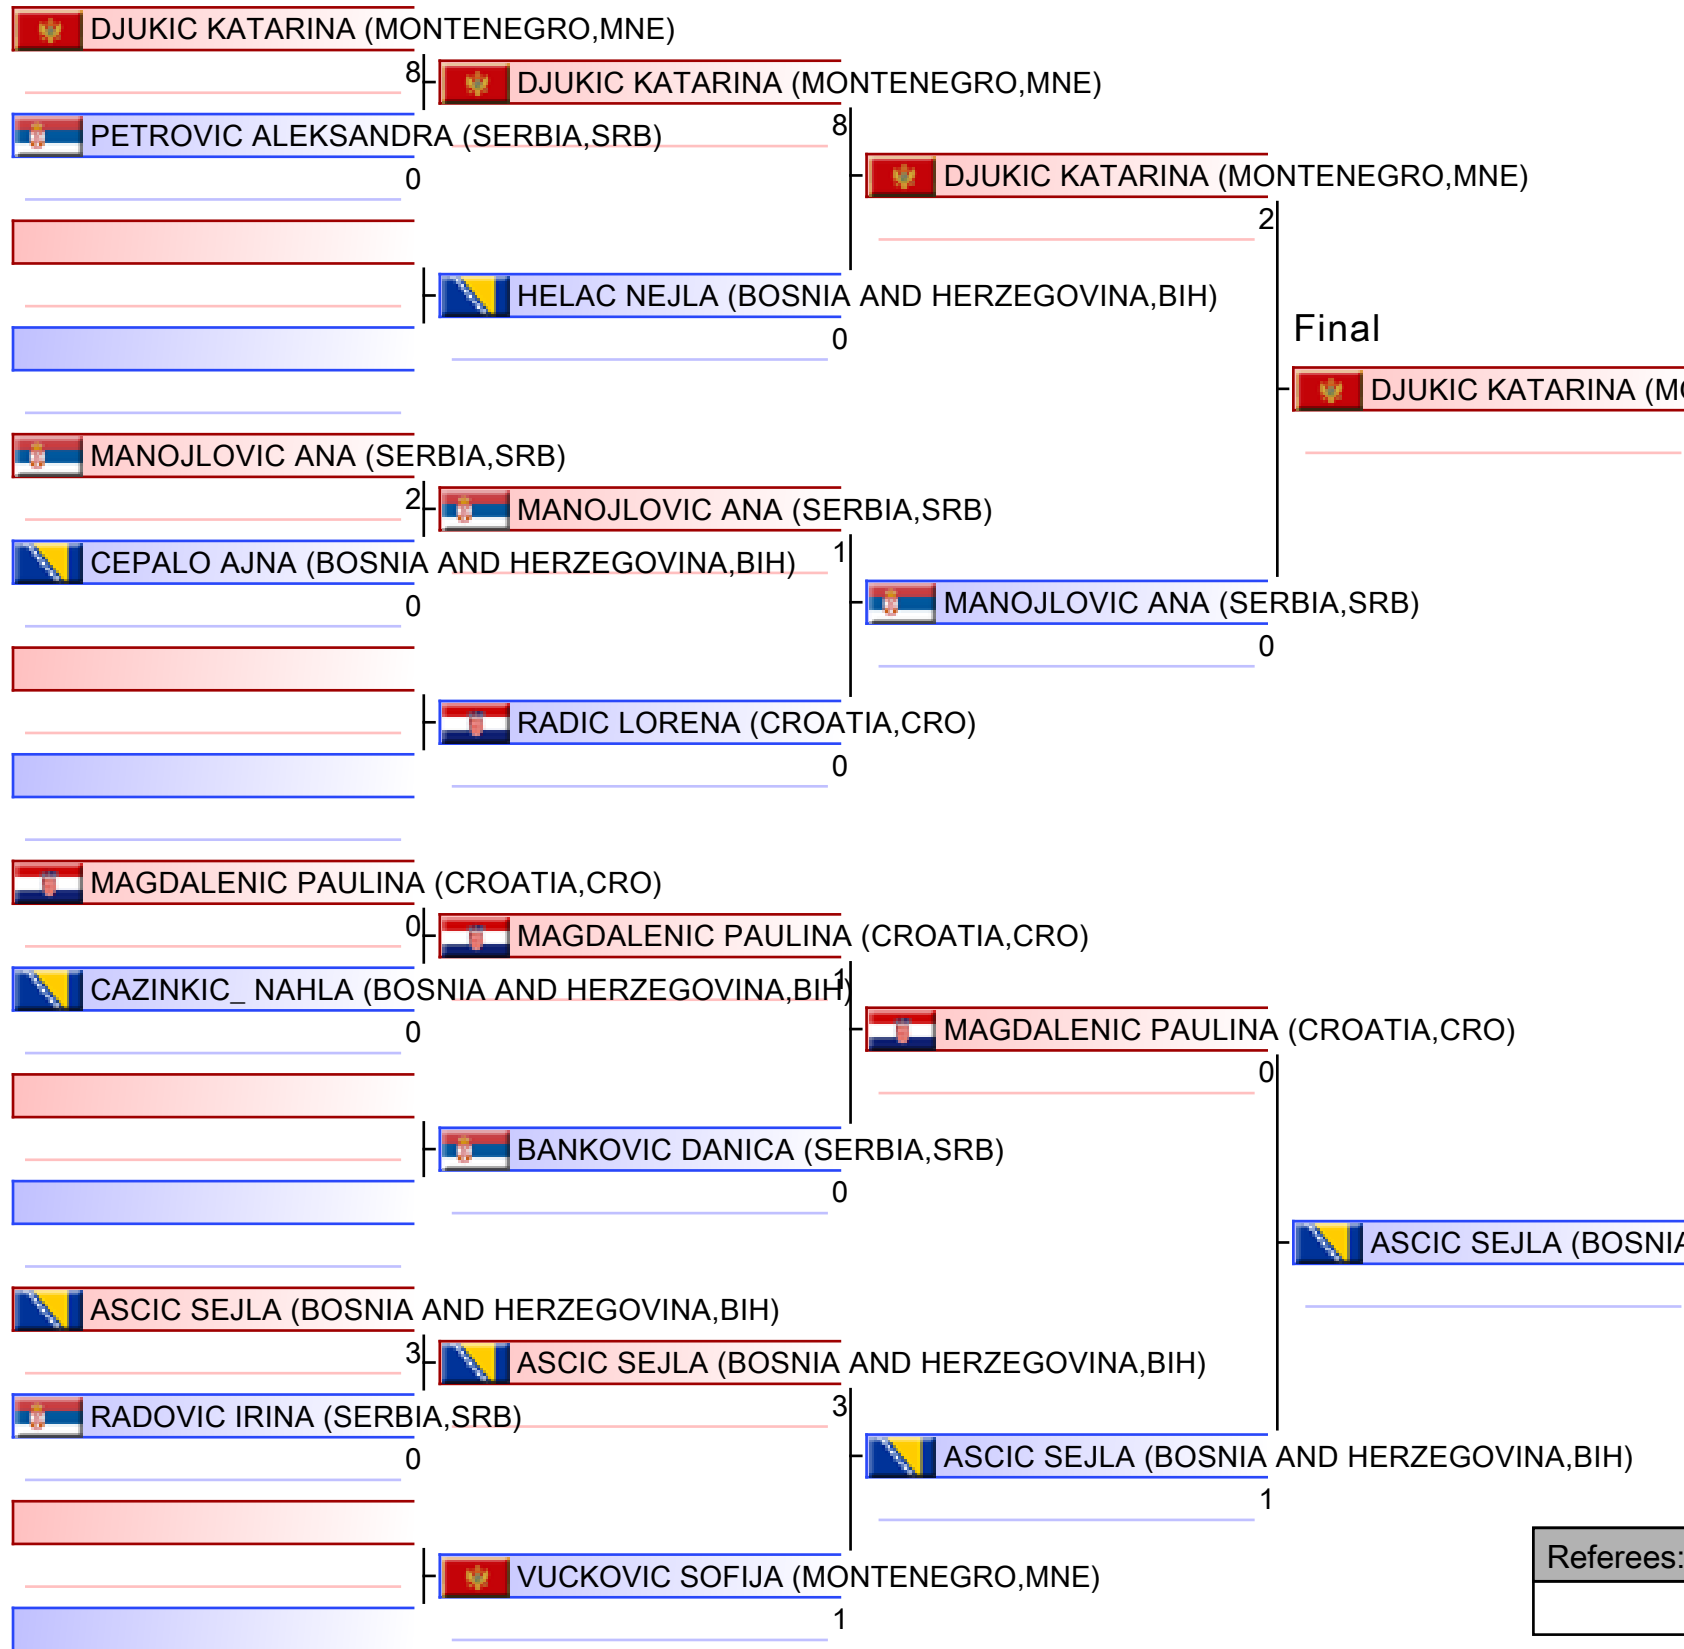 DJUKIC KATARINA (MONTENEGRO,MNE)
8
DJUKIC KATARINA (MONTENEGRO,MNE)
PETROVIC ALEKSANDRA (SERBIA,SRB)
8
0
DJUKIC KATARINA (MONTENEGRO,MNE)
2
HELAC NEJLA (BOSNIA AND HERZEGOVINA,BIH)
0
Final
DJUKIC KATARINA (MO
MANOJLOVIC ANA (SERBIA,SRB)
2
MANOJLOVIC ANA (SERBIA,SRB)
CEPALO AJNA (BOSNIA AND HERZEGOVINA,BIH)
1
0
MANOJLOVIC ANA (SERBIA,SRB)
0
RADIC LORENA (CROATIA,CRO)
0
MAGDALENIC PAULINA (CROATIA,CRO)
0
MAGDALENIC PAULINA (CROATIA,CRO)
CAZINKIC_ NAHLA (BOSNIA AND HERZEGOVINA,BIH)
1
0
MAGDALENIC PAULINA (CROATIA,CRO)
0
BANKOVIC DANICA (SERBIA,SRB)
0
ASCIC SEJLA (BOSNIA
ASCIC SEJLA (BOSNIA AND HERZEGOVINA,BIH)
3
ASCIC SEJLA (BOSNIA AND HERZEGOVINA,BIH)
RADOVIC IRINA (SERBIA,SRB)
3
0
ASCIC SEJLA (BOSNIA AND HERZEGOVINA,BIH)
1
Referees:
VUCKOVIC SOFIJA (MONTENEGRO,MNE)
1